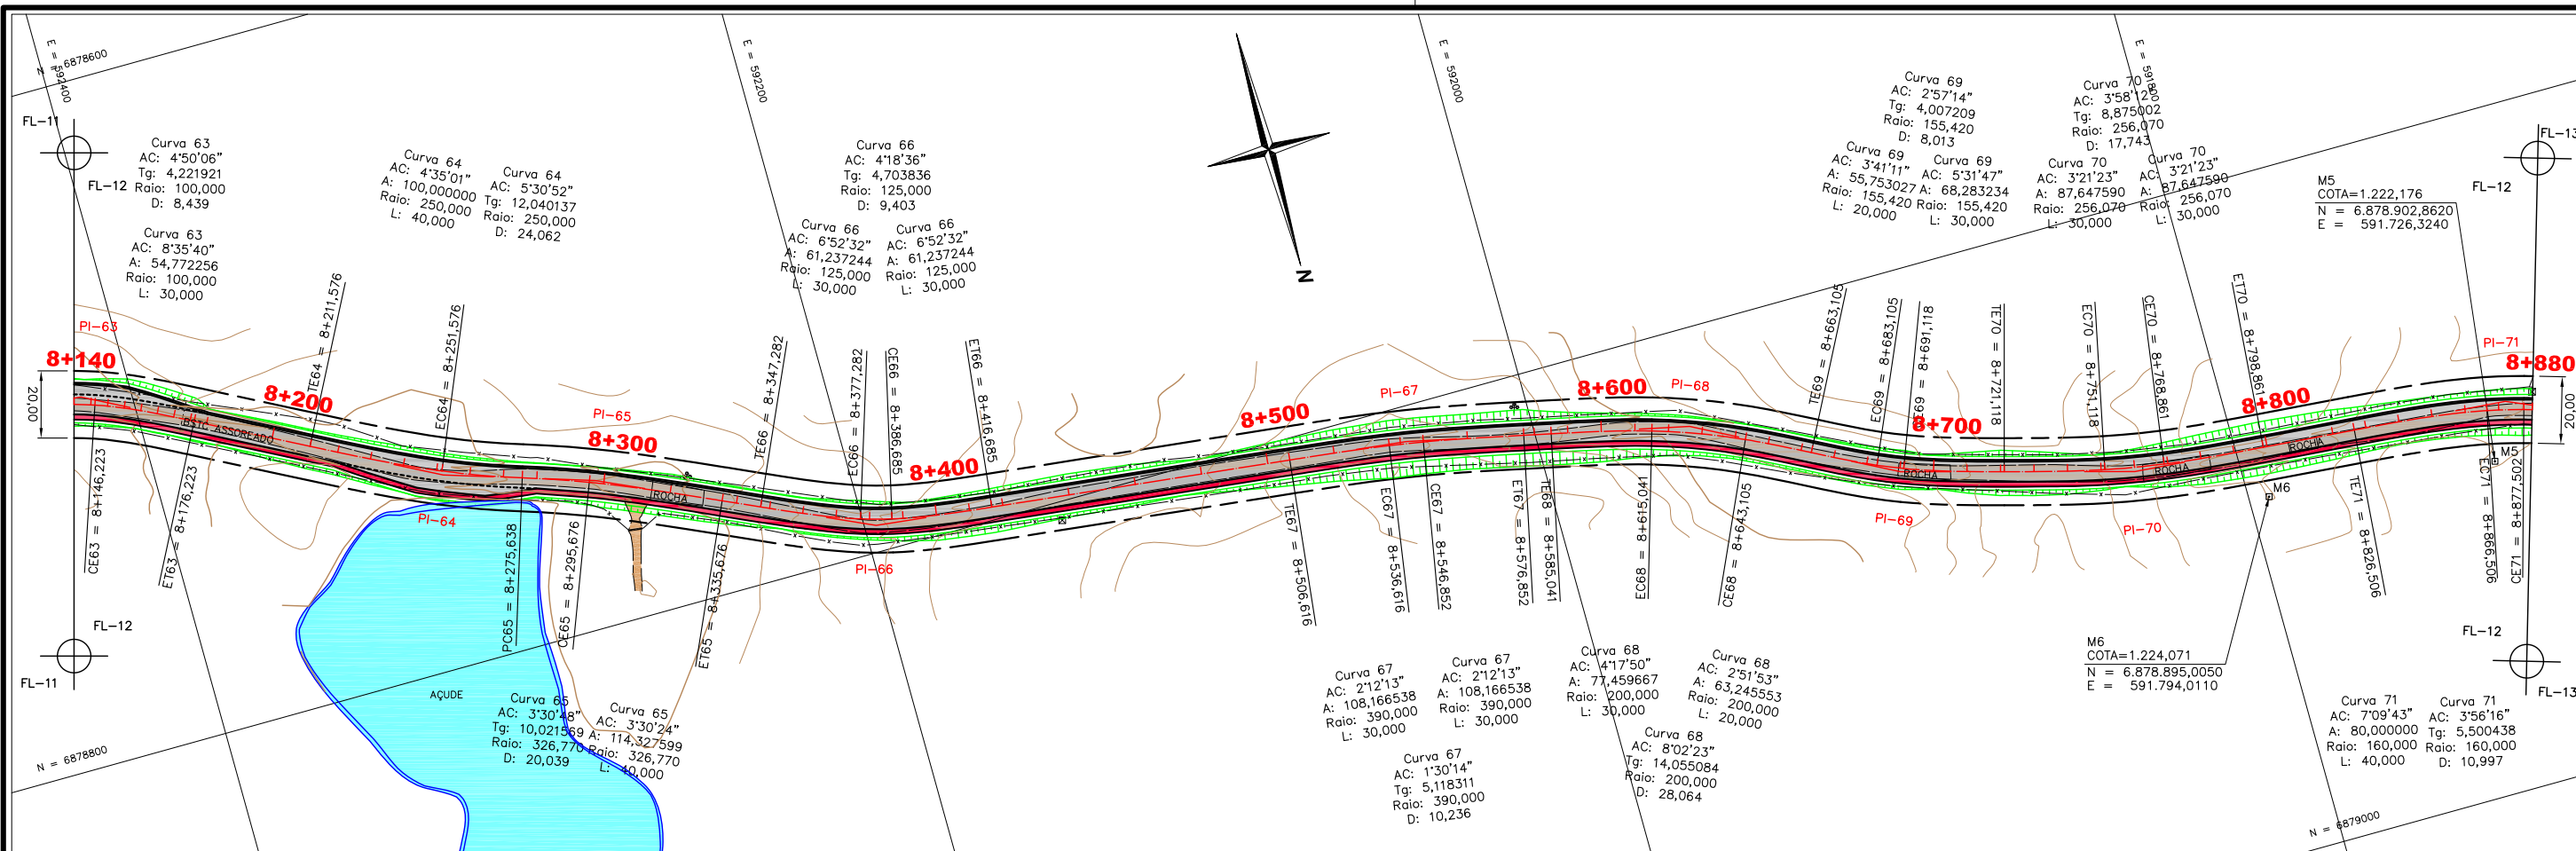 E = 592400
N = 6878600
E = 592200
E = 592000
E = 591800
FL-11
FL-12
Curva 63
AC: 4°50'06"
Tg: 4,221921
Raio: 100,000
D: 8,439
Curva 63
AC: 8°35'40"
A: 54,772256
Raio: 100,000
L: 30,000
Curva 64
AC: 4°35'01"
A: 100,000000
Raio: 250,000
L: 40,000
Curva 64
AC: 5°30'52"
Tg: 12,040137
Raio: 250,000
D: 24,062
Curva 66
AC: 4°18'36"
Tg: 4,703836
Raio: 125,000
D: 9,403
Curva 66
AC: 6°52'32"
A: 61,237244
Raio: 125,000
L: 30,000
Curva 66
AC: 6°52'32"
A: 61,237244
Raio: 125,000
L: 30,000
N
Curva 69
AC: 2°57'14"
Tg: 4,007209
Raio: 155,420
D: 8,013
Curva 69
AC: 3°41'11"
A: 55,753027
Raio: 155,420
L: 20,000
Curva 69
AC: 5°31'47"
A: 68,283234
Raio: 155,420
L: 30,000
Curva 70
AC: 3°58'12"
Tg: 8,875002
Raio: 256,070
D: 17,743
Curva 70
AC: 3°21'23"
A: 87,647590
Raio: 256,070
L: 30,000
Curva 70
AC: 3°21'23"
A: 87,647590
Raio: 256,070
L: 30,000
FL-13
FL-12
M5
COTA=1.222,176
N = 6.878.902,8620
E = 591.726,3240
PI-63
8+140
20,00
TE64 = 8+211,576
8+200
EC64 = 8+251,576
PI-65
8+300
TE66 = 8+347,282
EC66 = 8+377,282
CE66 = 8+386,685
ET66 = 8+416,685
8+400
8+500
PI-67
8+600
PI-68
TE69 = 8+663,105
EC69 = 8+683,105
CE69 = 8+691,118
8+700
TE70 = 8+721,118
EC70 = 8+751,118
CE70 = 8+768,861
ET70 = 8+798,861
8+800
PI-71
8+880
20,00
BSTC ASSOREADO
ROCHA
ROCHA
ROCHA
ROCHA
M5
M6
CE63 = 8+146,223
ET63 = 8+176,223
PI-64
PC65 = 8+275,638
CE65 = 8+295,676
ET65 = 8+335,676
PI-66
TE67 = 8+506,616
EC67 = 8+536,616
CE67 = 8+546,852
ET67 = 8+576,852
TE68 = 8+585,041
EC68 = 8+615,041
CE68 = 8+643,105
PI-69
PI-70
TE71 = 8+826,506
EC71 = 8+866,506
CE71 = 8+877,502
FL-12
FL-11
AÇUDE
Curva 65
AC: 3°30'48"
Tg: 10,021569
Raio: 326,770
D: 20,039
Curva 65
AC: 3°30'24"
A: 114,327599
Raio: 326,770
L: 40,000
N = 6878800
Curva 67
AC: 2°12'13"
A: 108,166538
Raio: 390,000
L: 30,000
Curva 67
AC: 2°12'13"
A: 108,166538
Raio: 390,000
L: 30,000
Curva 67
AC: 1°30'14"
Tg: 5,118311
Raio: 390,000
D: 10,236
Curva 68
AC: 4°17'50"
A: 77,459667
Raio: 200,000
L: 30,000
Curva 68
AC: 2°51'53"
A: 63,245553
Raio: 200,000
L: 20,000
Curva 68
AC: 8°02'23"
Tg: 14,055084
Raio: 200,000
D: 28,064
M6
COTA=1.224,071
N = 6.878.895,0050
E = 591.794,0110
FL-12
FL-13
Curva 71
AC: 7°09'43"
A: 80,000000
Raio: 160,000
L: 40,000
Curva 71
AC: 3°56'16"
Tg: 5,500438
Raio: 160,000
D: 10,997
N = 6879000